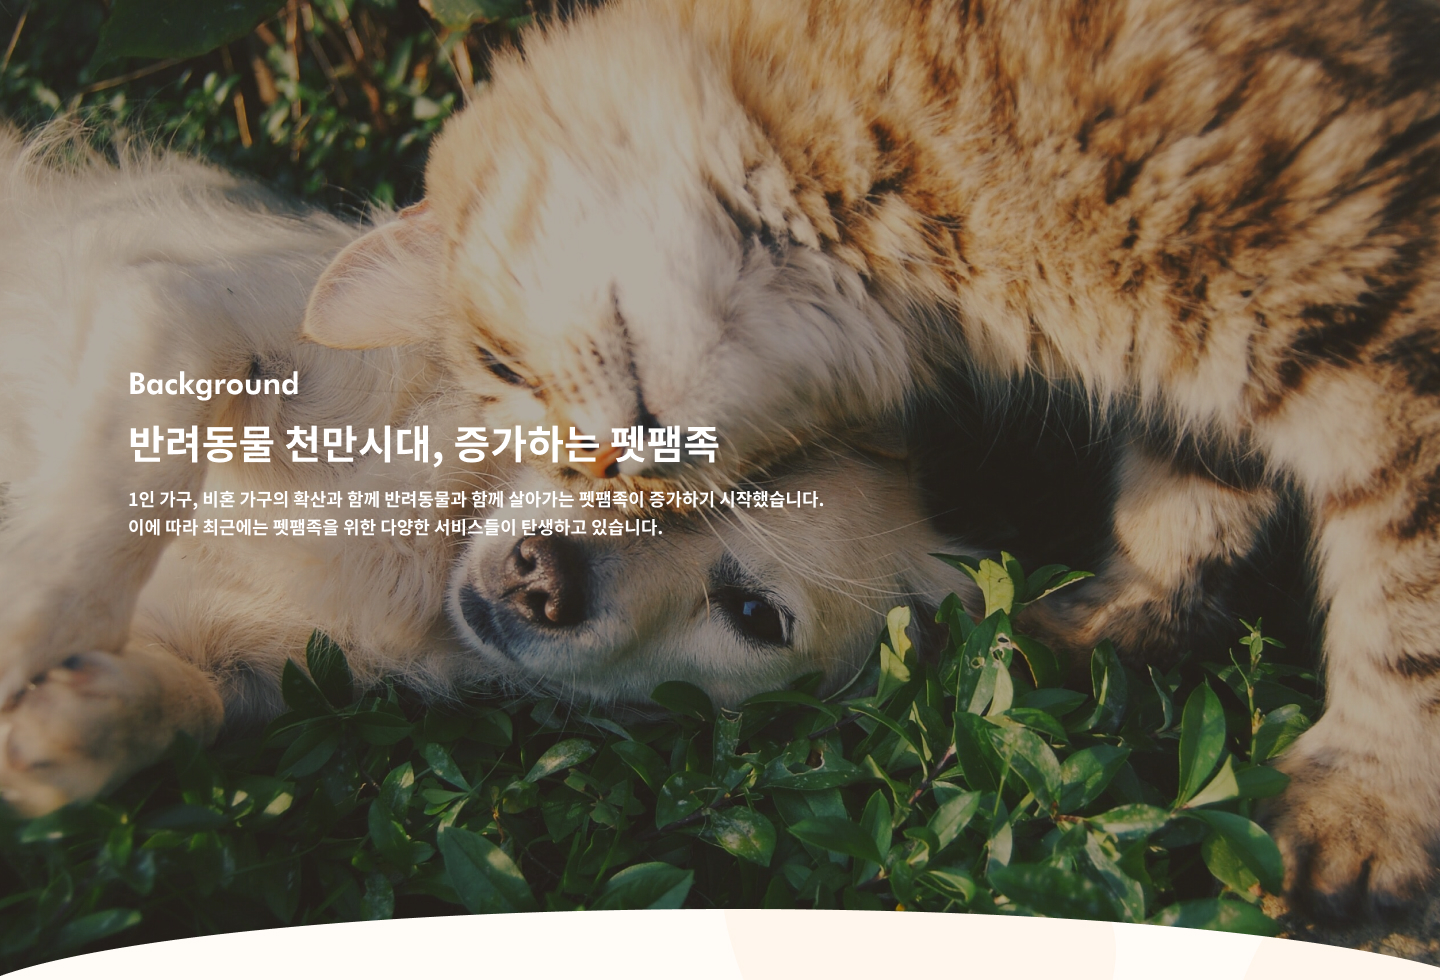 Background
반려동물 천만시대, 증가하는 펫팸족
1인 가구, 비혼 가구의 확산과 함께 반려동물과 함께 살아가는 펫팸족이 증가하기 시작했습니다.
이에 따라 최근에는 펫팸족을 위한 다양한 서비스들이 탄생하고 있습니다.